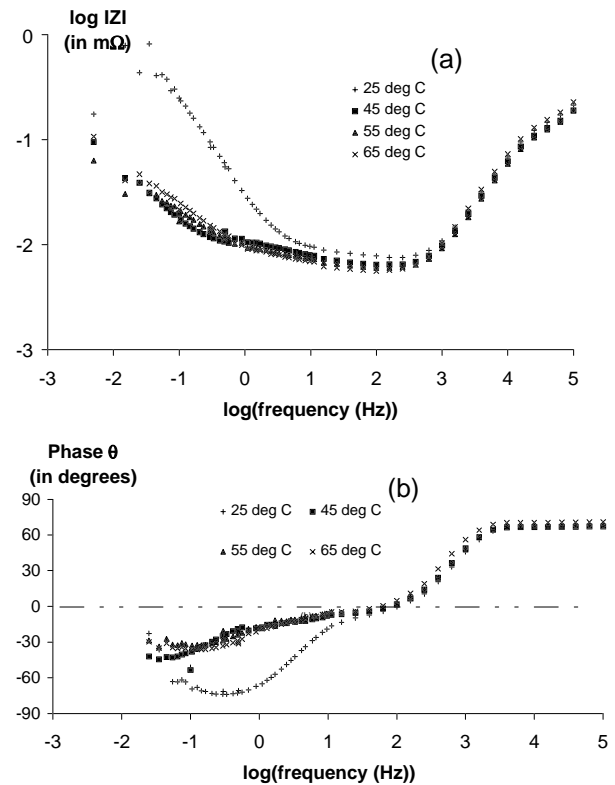 log IZI
(in mΩ)
(a)
0
-1
-2
-3
+ 25 deg C
■ 45 deg C
▲ 55 deg C
× 65 deg C
-3 -2 -1 0 1 2 3 4 5
log(frequency (Hz))
Phase θ
(in degrees)
(b)
90
60
30
0
-30
-60
-90
+ 25 deg C ■ 45 deg C
▲ 55 deg C × 65 deg C
-3 -2 -1 0 1 2 3 4 5
log(frequency (Hz))